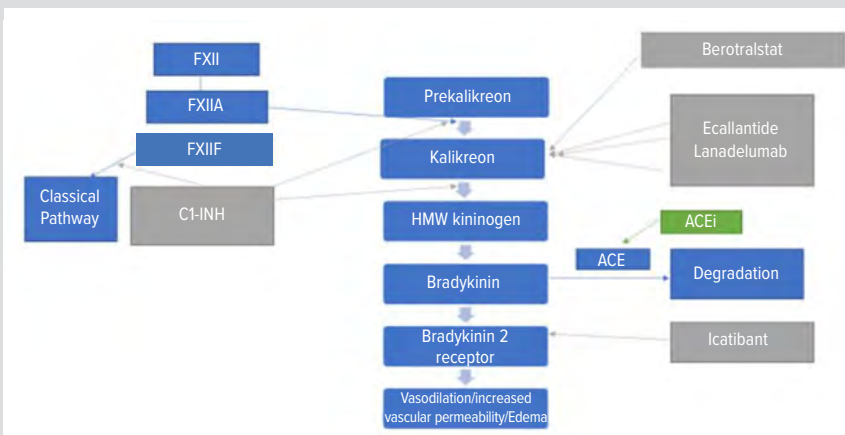 FXII
FXIIA
FXIIF
Classical
Pathway
C1-INH
Prekalikreon
Kalikreon
HMW kininogen
Bradykinin
Bradykinin 2
receptor
Vasodilation/increased
vascular permeability/Edema
Berotralstat
Ecallantide
Lanadelumab
ACEi
ACE
Degradation
Icatibant